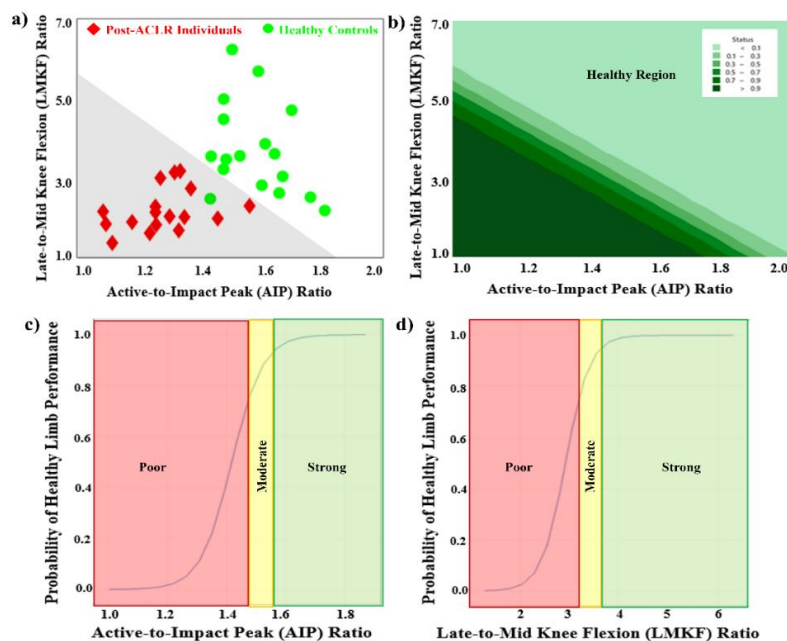 a)
Post-ACLR Individuals
Healthy Controls
Late-to-Mid Knee Flexion (LMKF) Ratio
7.0
5.0
3.0
1.0
1.0 1.2 1.4 1.6 1.8 2.0
Active-to-Impact Peak (AIP) Ratio
b)
Late-to-Mid Knee Flexion (LMKF) Ratio
7.0
5.0
3.0
1.0
Healthy Region
Status
< 0.1
0.1 – 0.3
0.3 – 0.5
0.5 – 0.7
0.7 – 0.9
> 0.9
1.0 1.2 1.4 1.6 1.8 2.0
Active-to-Impact Peak (AIP) Ratio
c)
Probability of Healthy Limb Performance
1.0
0.8
0.6
0.4
0.2
0.0
Poor
Moderate
Strong
1.0 1.2 1.4 1.6 1.8
Active-to-Impact Peak (AIP) Ratio
d)
Probability of Healthy Limb Performance
1.0
0.8
0.6
0.4
0.2
0.0
Poor
Moderate
Strong
2 3 4 5 6
Late-to-Mid Knee Flexion (LMKF) Ratio